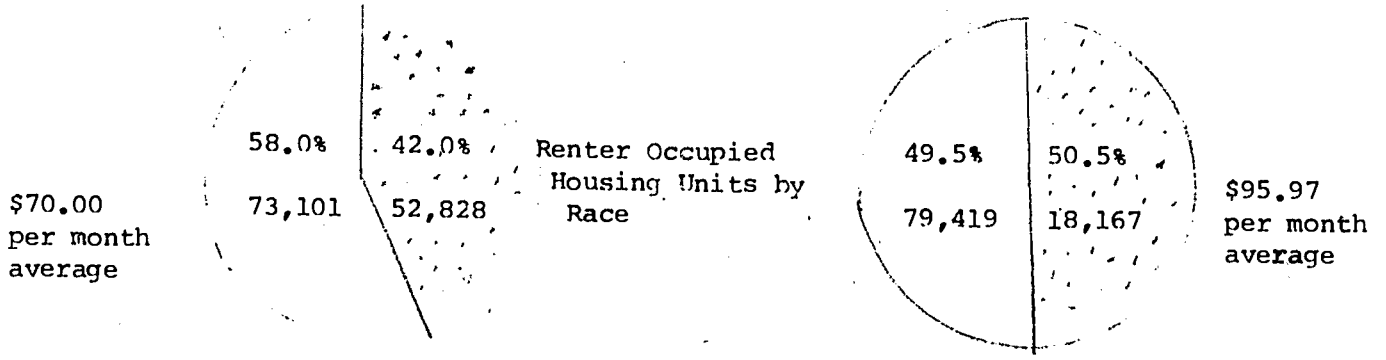 $70.00
per month
average
58.0%
42.0%
73,101
52,828
Renter Occupied
Housing Units by
Race
49.5%
50.5%
79,419
18,167
$95.97
per month
average